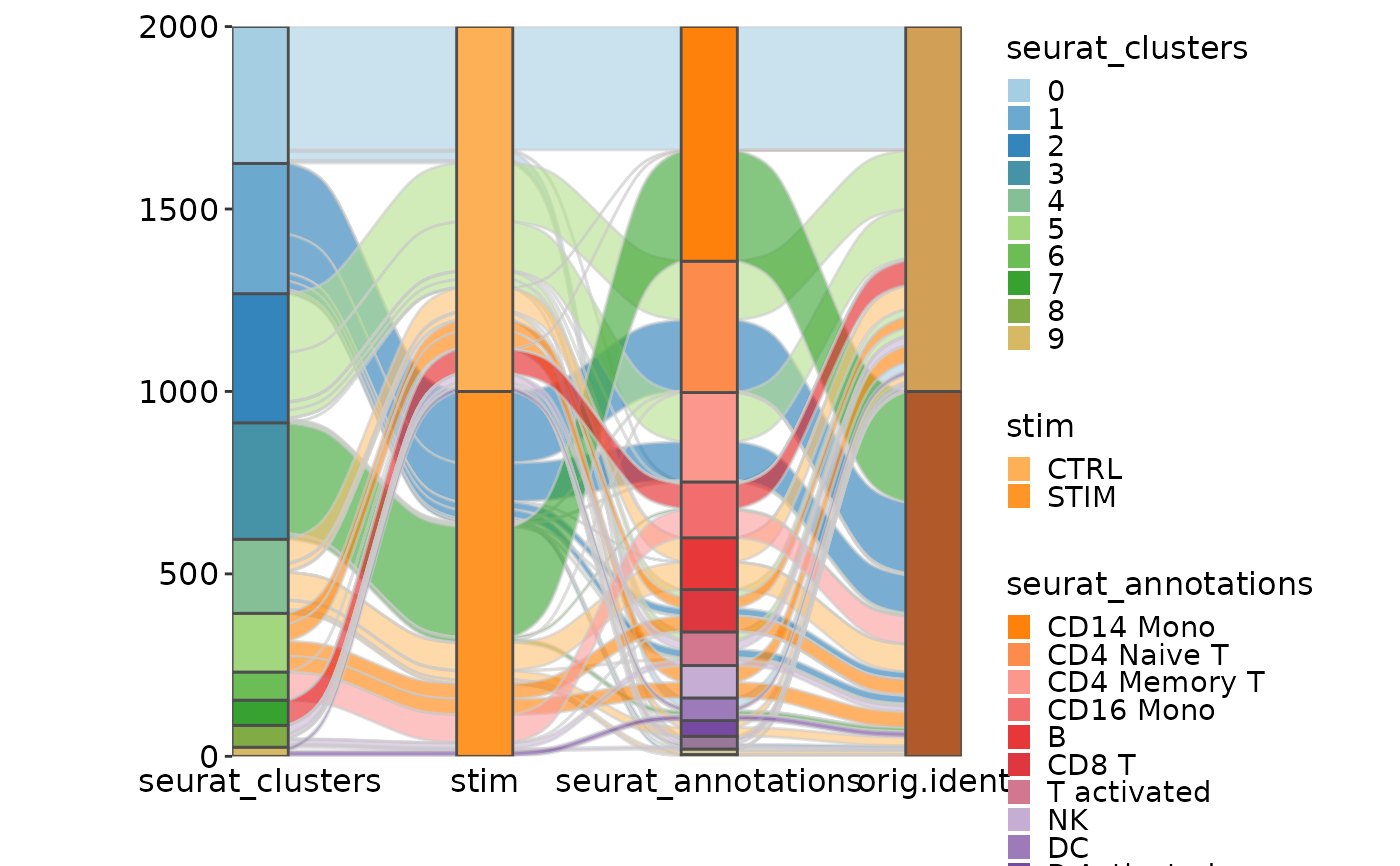 2000
1500
1000
500
0
seurat_clusters
stim
seurat_annotations
orig.ident
seurat_clusters
0
1
2
3
4
5
6
7
8
9
stim
CTRL
STIM
seurat_annotations
CD14 Mono
CD4 Naive T
CD4 Memory T
CD16 Mono
B
CD8 T
T activated
NK
DC